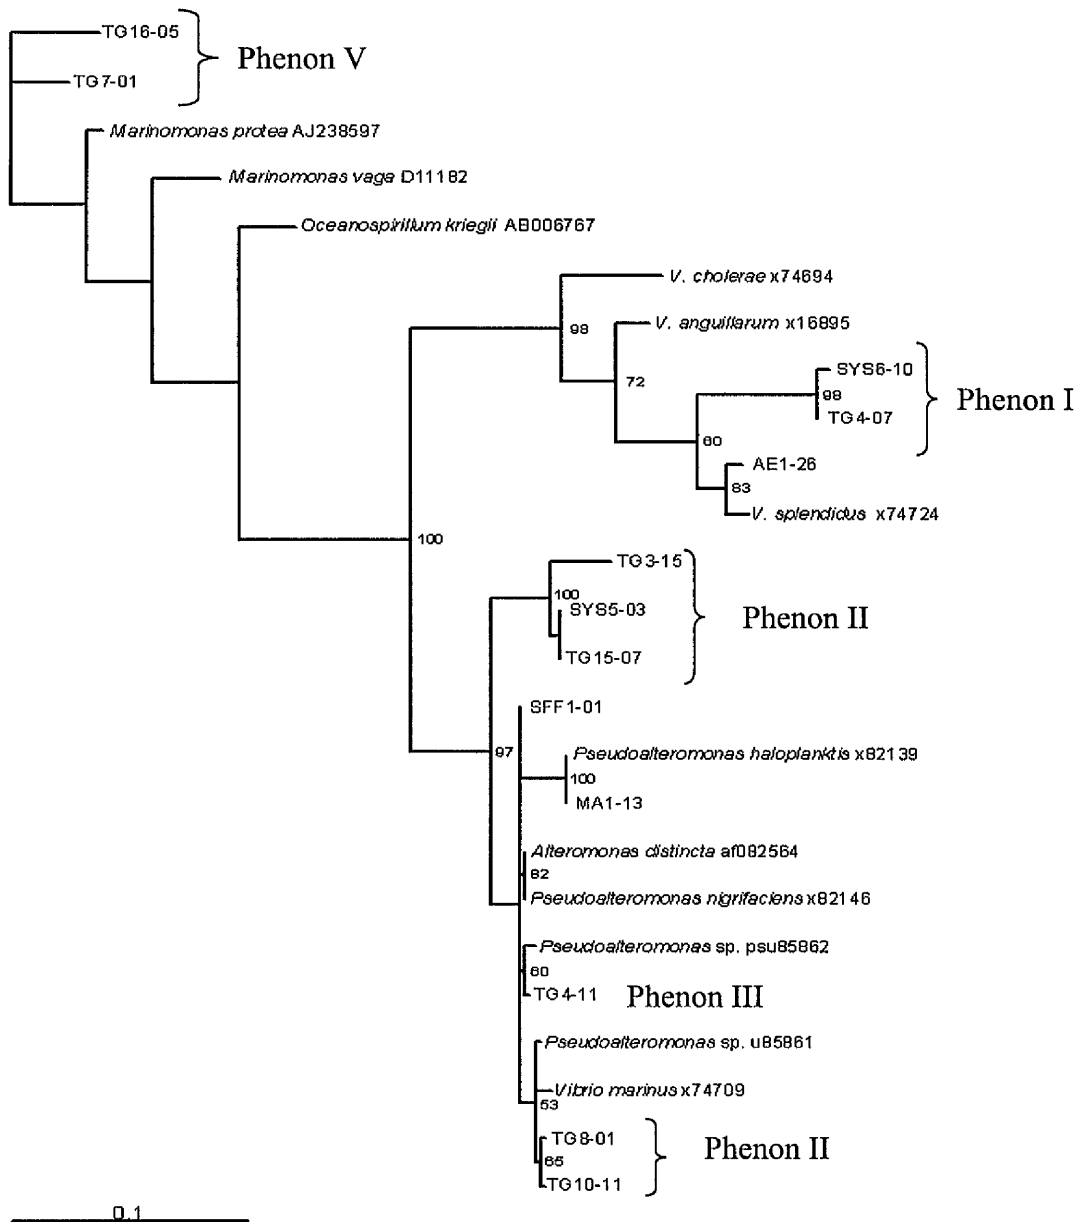 TG16-05
Phenon V
TG7-01
Marinomonas protea AJ238597
Marinomonas vaga D11182
Oceanospirillum kriegii AB006767
V. cholerae x74694
98
V. anguillarum x16895
72
SYS6-10
98
Phenon I
TG4-07
60
AE1-26
83
V. splendidus x74724
100
TG3-15
100
SYS5-03
Phenon II
TG15-07
SFF1-01
97
Pseudoalteromonas haloplanktis x82139
100
MA1-13
Alteromonas distincta af082564
82
Pseudoalteromonas nigrifaciens x82146
Pseudoalteromonas sp. psu85862
60
TG4-11 Phenon III
Pseudoalteromonas sp. u85861
Vibrio marinus x74709
53
TG8-01
Phenon II
65
TG10-11
0.1